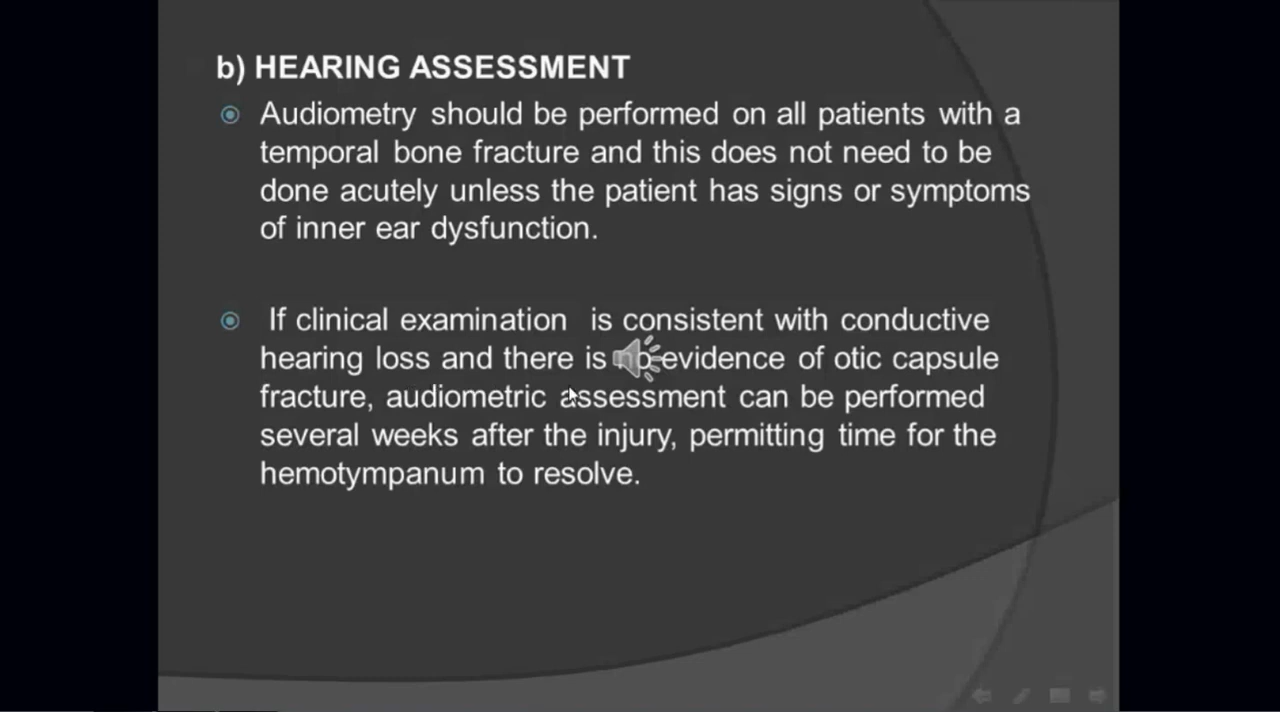 b) HEARING ASSESSMENT
Audiometry should be performed on all patients with a
temporal bone fracture and this does not need to be
done acutely unless the patient has signs or symptoms
of inner ear dysfunction.
If clinical examination is consistent with conductive
hearing loss and there is no evidence of otic capsule
fracture, audiometric assessment can be performed
several weeks after the injury, permitting time for the
hemotympanum to resolve.